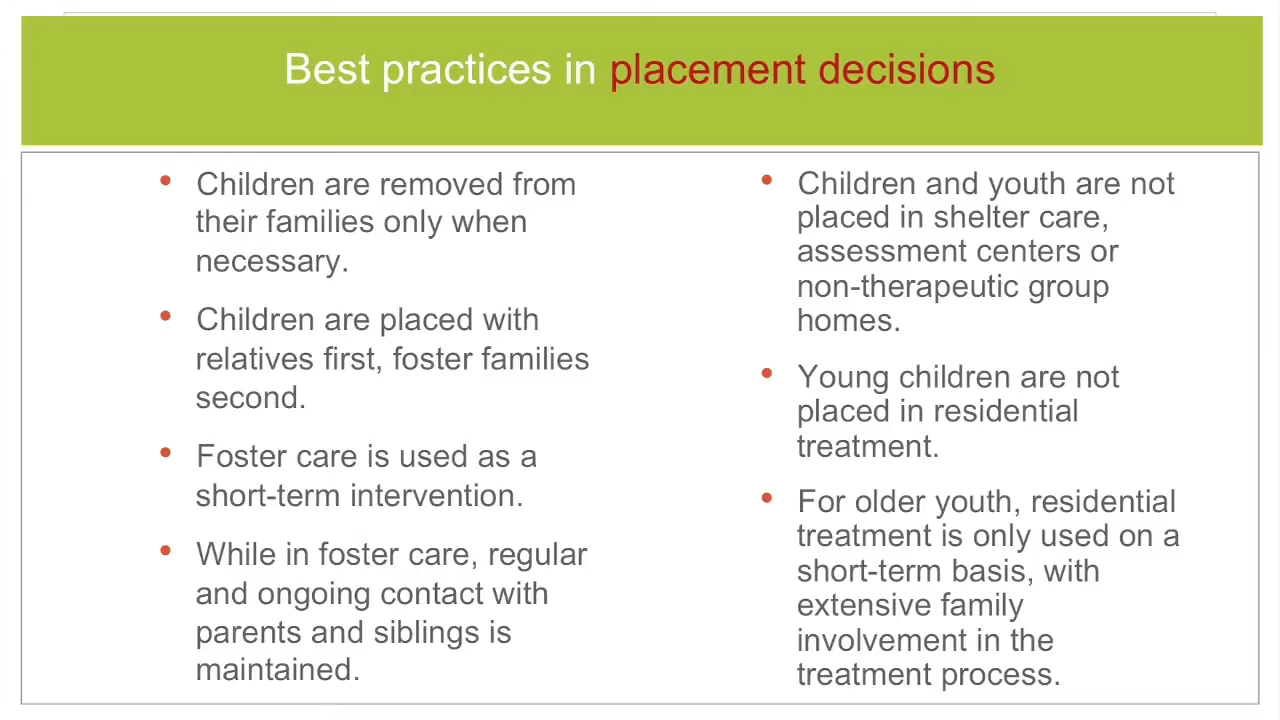 Best practices in placement decisions
• Children are removed from
their families only when
necessary.
• Children are placed with
relatives first, foster families
second.
• Foster care is used as a
short-term intervention.
• While in foster care, regular
and ongoing contact with
parents and siblings is
maintained.
• Children and youth are not
placed in shelter care,
assessment centers or
non-therapeutic group
homes.
• Young children are not
placed in residential
treatment.
• For older youth, residential
treatment is only used on a
short-term basis, with
extensive family
involvement in the
treatment process.